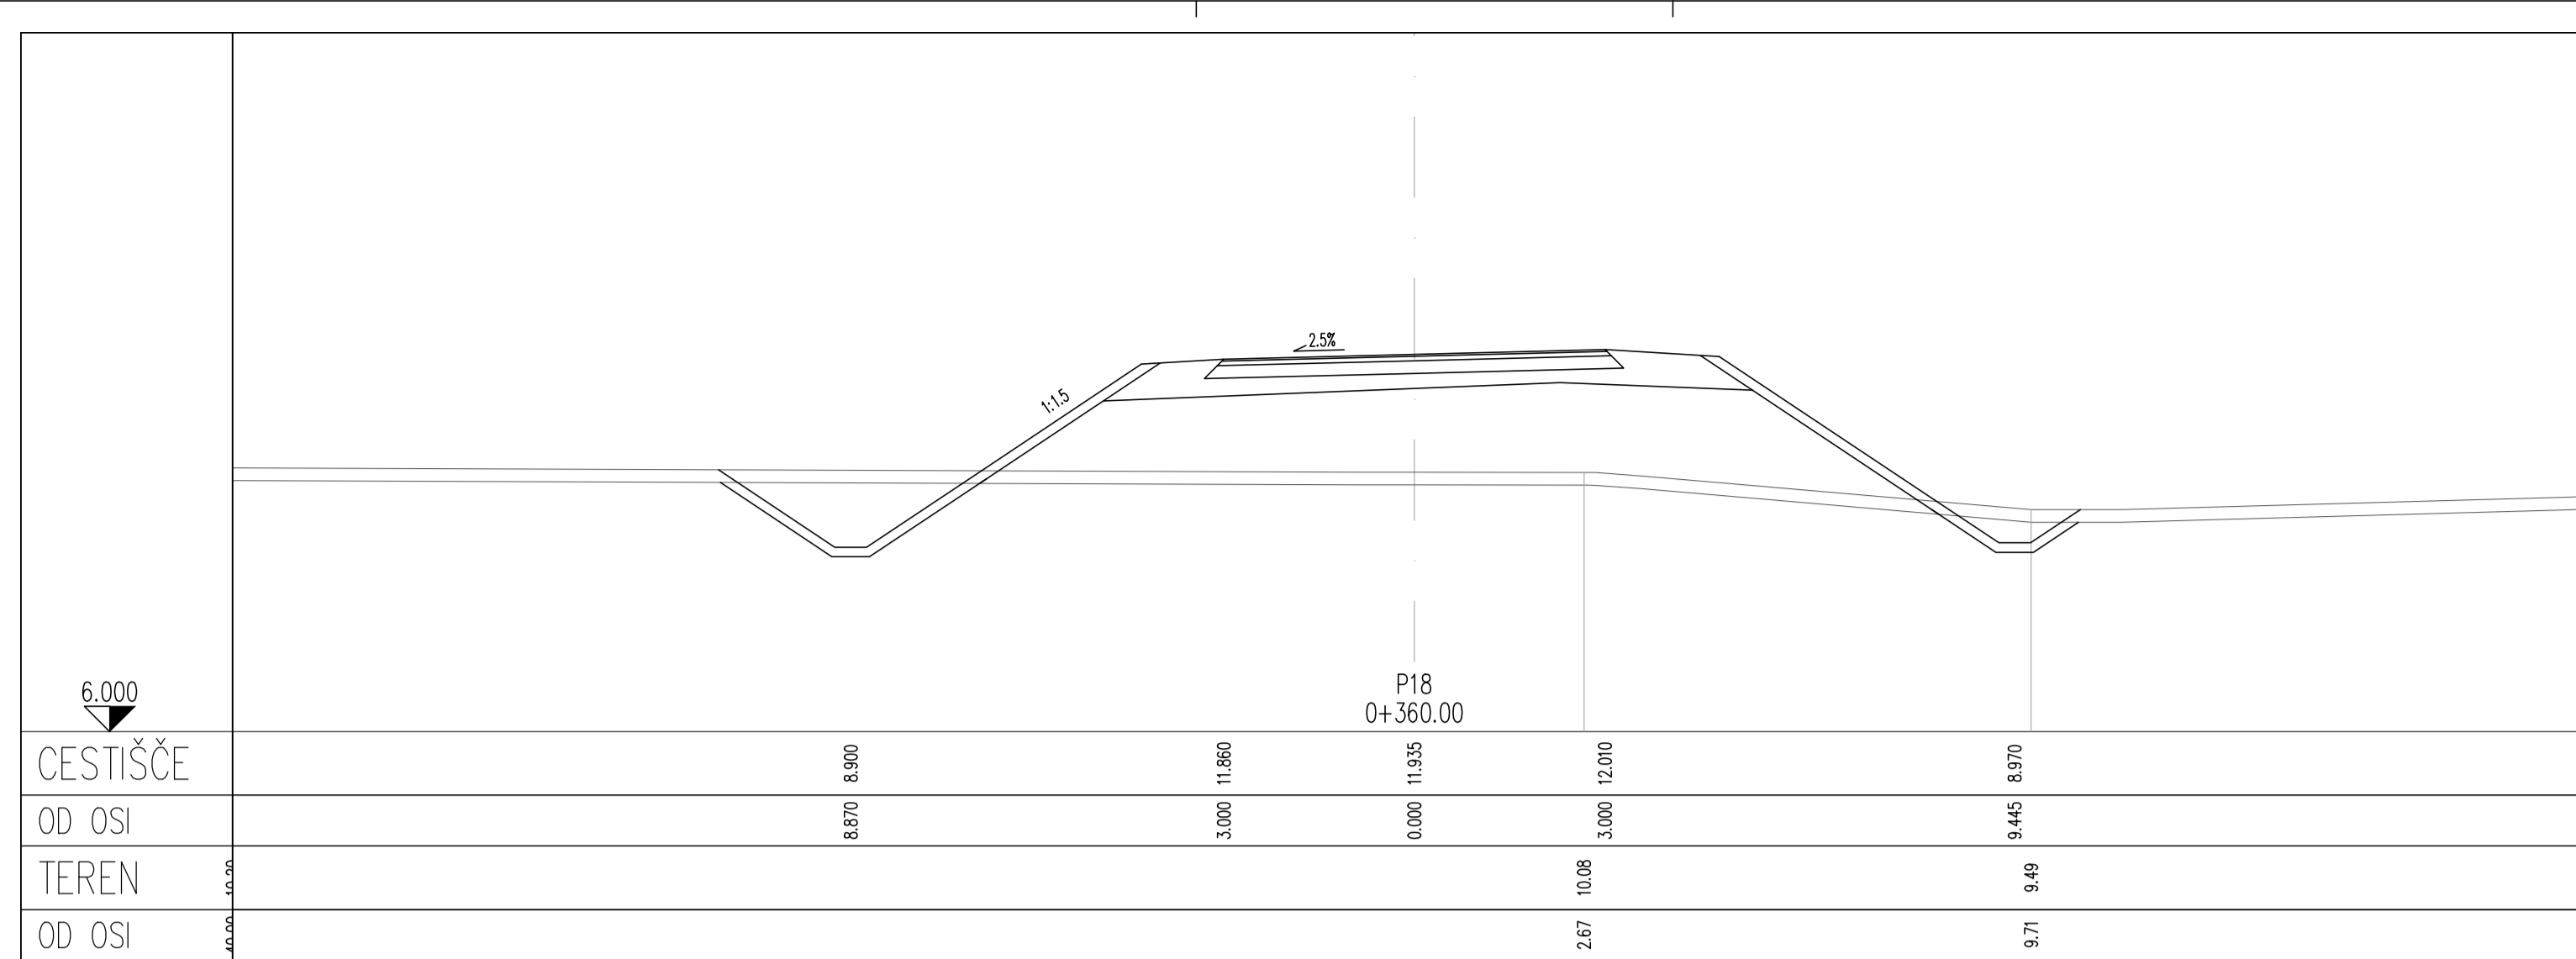 2.5%
1:1.5
6.000
P18
0+360.00
CESTIŠČE 8.900 11.860 11.935 12.010 8.970
OD OSI 8.870 3.000 0.000 3.000 9.445
TEREN 10.08 9.49
OD OSI 2.67 9.71